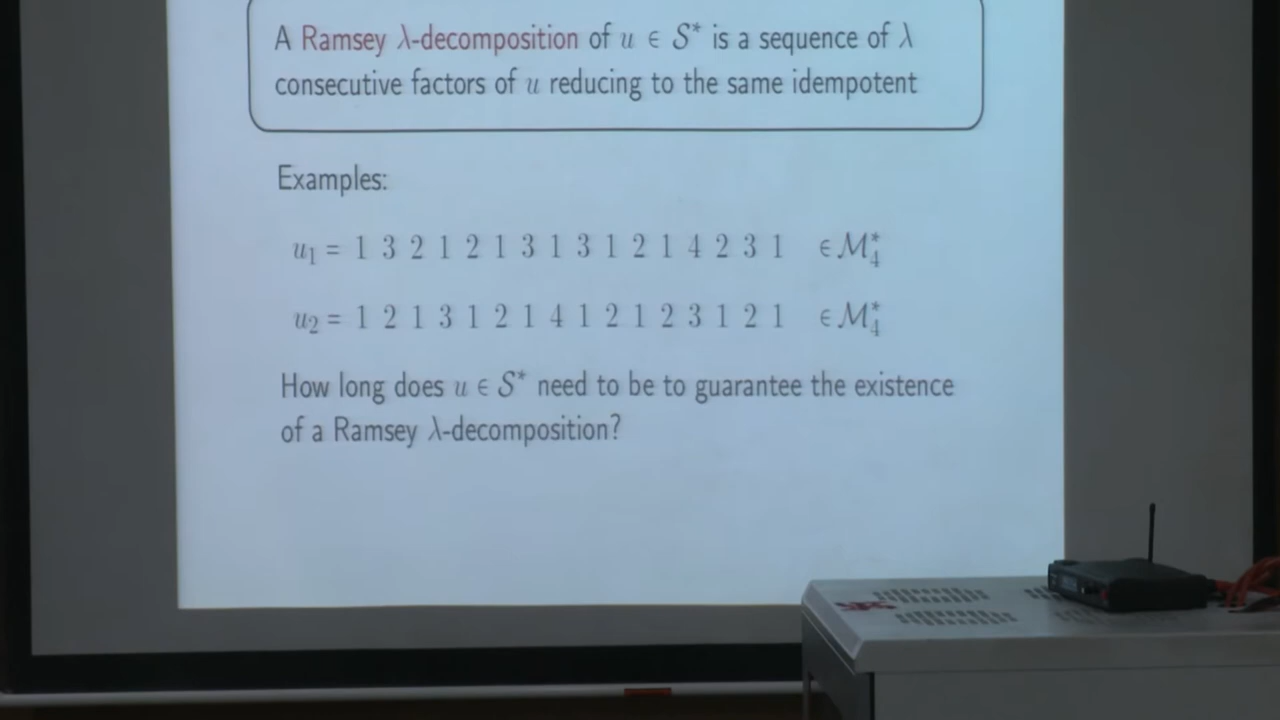 A Ramsey λ-decomposition of u ∈ S* is a sequence of λ
consecutive factors of u reducing to the same idempotent
Examples:
u₁ = 1 3 2 1 2 1 3 1 3 1 2 1 4 2 3 1 ∈ M₄*
u₂ = 1 2 1 3 1 2 1 4 1 2 1 2 3 1 2 1 ∈ M₄*
How long does u ∈ S* need to be to guarantee the existence
of a Ramsey λ-decomposition?